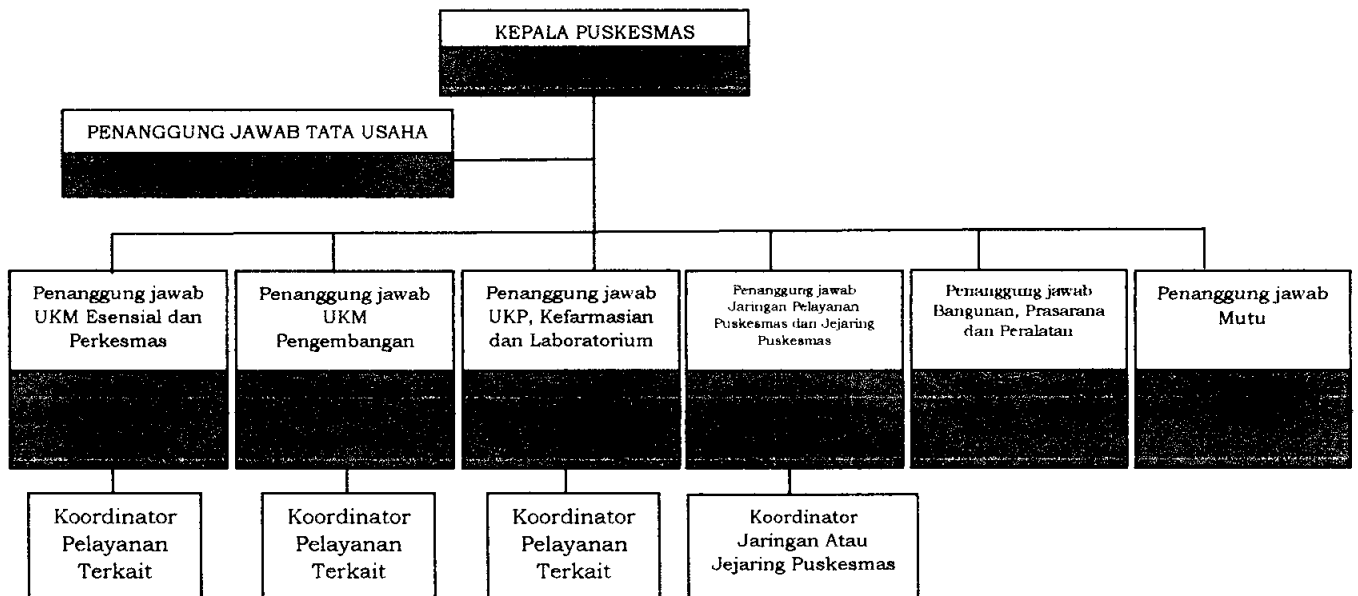 KEPALA PUSKESMAS
PENANGGUNG JAWAB TATA USAHA
Penanggung jawab
UKM Esensial dan
Perkesmas
Penanggung jawab
UKM
Pengembangan
Penanggung jawab
UKP, Kefarmasian
dan Laboratorium
Penanggung jawab
Jaringan Pelayanan
Puskesmas dan Jejaring
Puskesmas
Penanggung jawab
Bangunan, Prasarana
dan Peralatan
Penanggung jawab
Mutu
Koordinator
Pelayanan
Terkait
Koordinator
Pelayanan
Terkait
Koordinator
Pelayanan
Terkait
Koordinator
Jaringan Atau
Jejaring Puskesmas